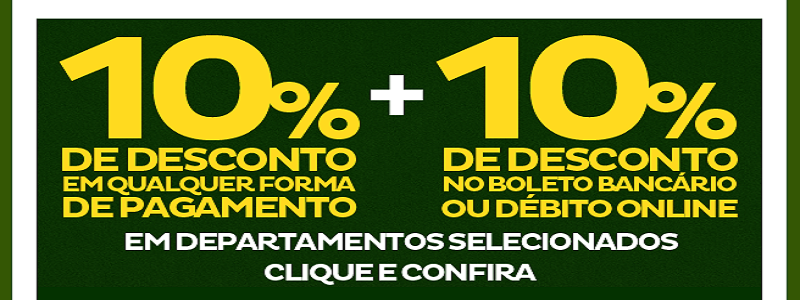 10%
DE DESCONTO
EM QUALQUER FORMA
DE PAGAMENTO
+
10%
DE DESCONTO
NO BOLETO BANCÁRIO
OU DÉBITO ONLINE
EM DEPARTAMENTOS SELECIONADOS
CLIQUE E CONFIRA